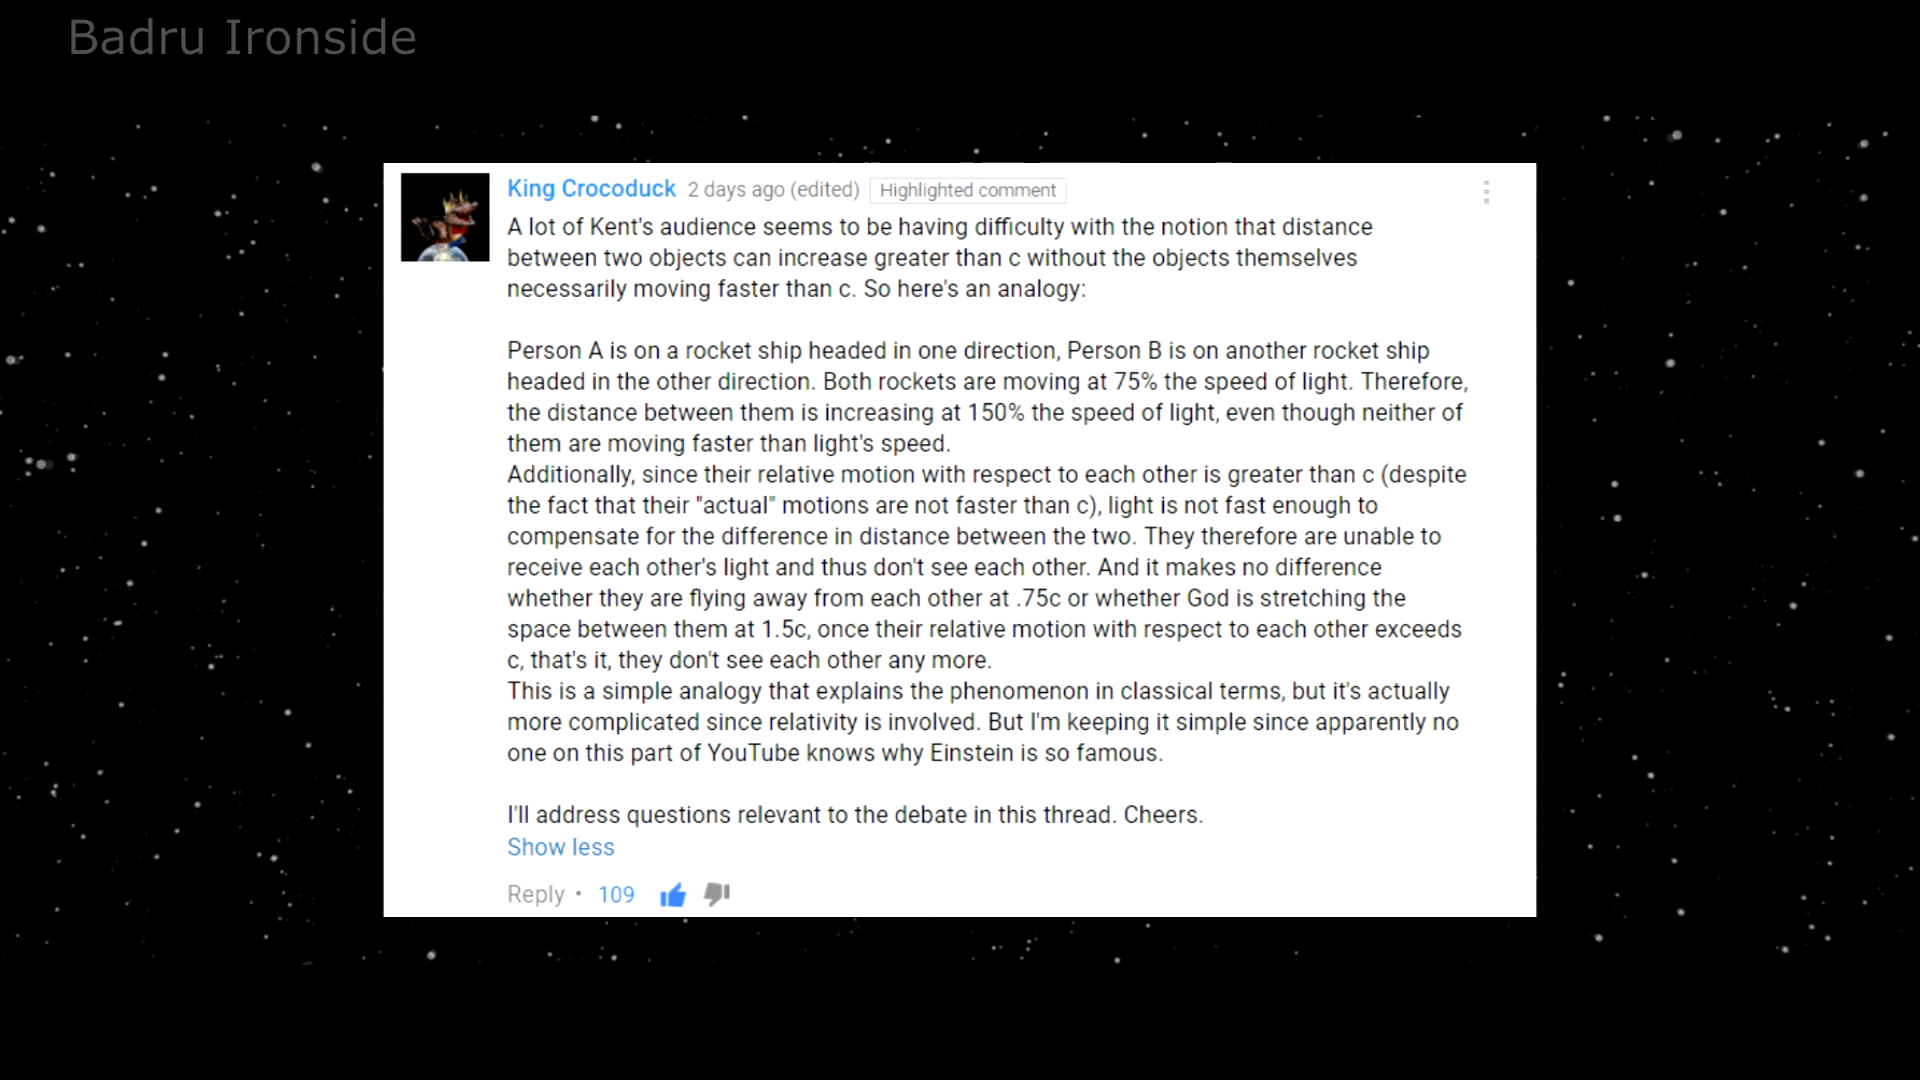 Badru Ironside
King Crocoduck 2 days ago (edited) Highlighted comment
A lot of Kent's audience seems to be having difficulty with the notion that distance
between two objects can increase greater than c without the objects themselves
necessarily moving faster than c. So here's an analogy:
Person A is on a rocket ship headed in one direction, Person B is on another rocket ship
headed in the other direction. Both rockets are moving at 75% the speed of light. Therefore,
the distance between them is increasing at 150% the speed of light, even though neither of
them are moving faster than light's speed.
Additionally, since their relative motion with respect to each other is greater than c (despite
the fact that their "actual" motions are not faster than c), light is not fast enough to
compensate for the difference in distance between the two. They therefore are unable to
receive each other's light and thus don't see each other. And it makes no difference
whether they are flying away from each other at .75c or whether God is stretching the
space between them at 1.5c, once their relative motion with respect to each other exceeds
c, that's it, they don't see each other any more.
This is a simple analogy that explains the phenomenon in classical terms, but it's actually
more complicated since relativity is involved. But I'm keeping it simple since apparently no
one on this part of YouTube knows why Einstein is so famous.
I'll address questions relevant to the debate in this thread. Cheers.
Show less
Reply • 109